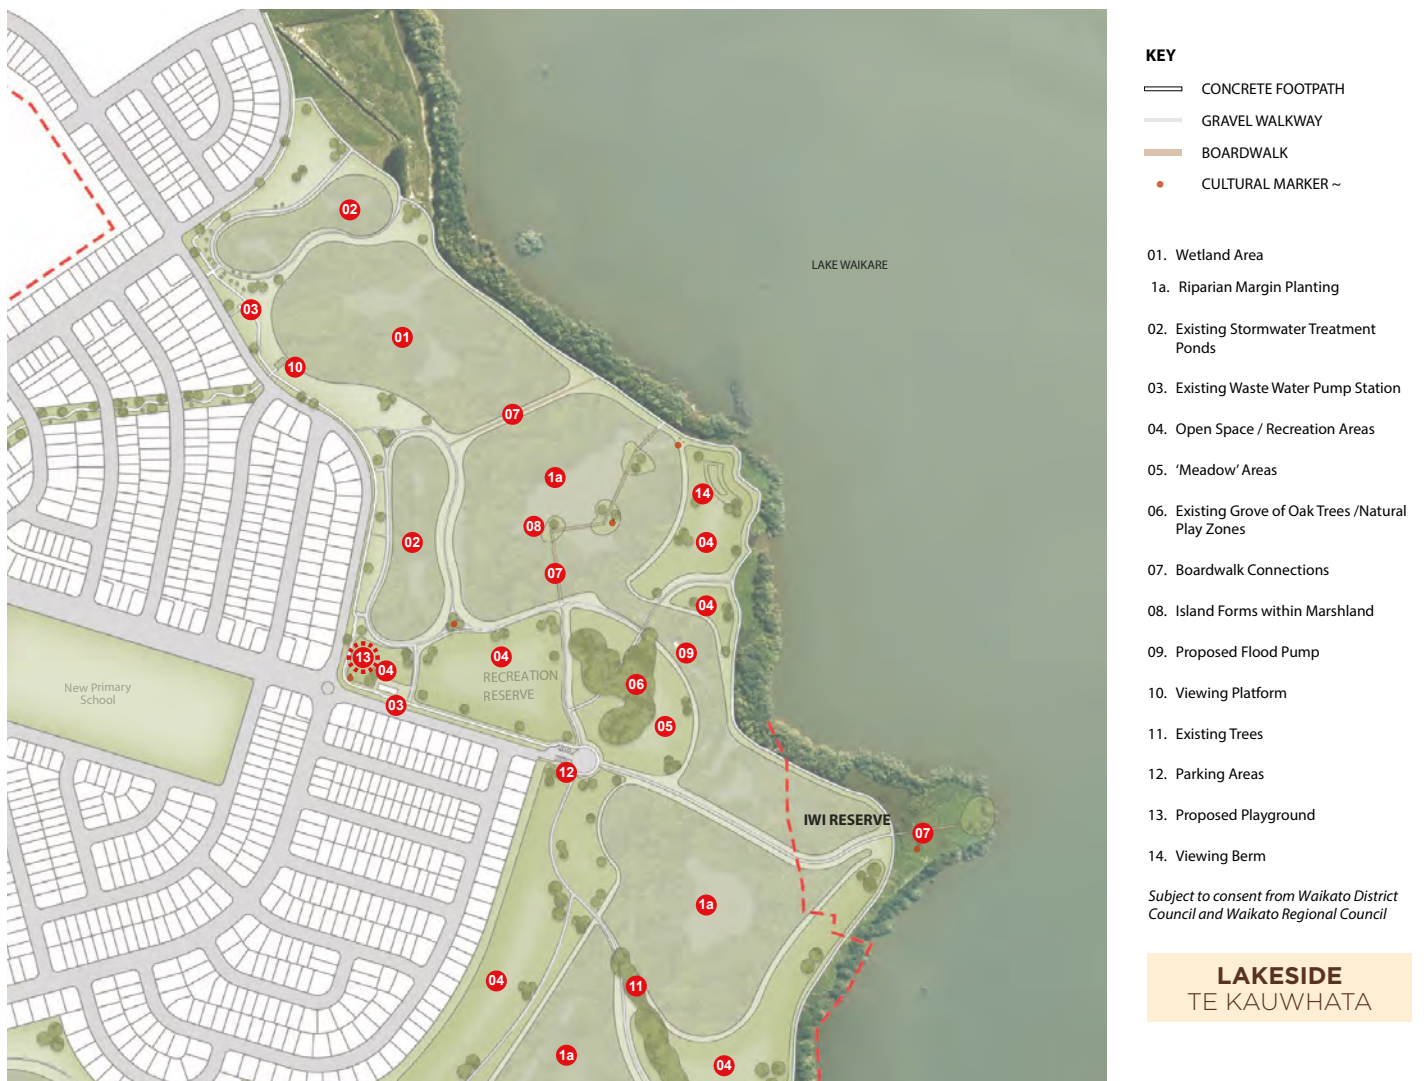 02
03
01
10
07
1a
14
08
04
02
07
04
13
04
04
09
RECREATION
RESERVE
06
03
05
12
New Primary
School
LAKE WAIKARE
IWI RESERVE
07
1a
04
11
1a
04
KEY
CONCRETE FOOTPATH
GRAVEL WALKWAY
BOARDWALK
CULTURAL MARKER ~
01. Wetland Area
1a. Riparian Margin Planting
02. Existing Stormwater Treatment
Ponds
03. Existing Waste Water Pump Station
04. Open Space / Recreation Areas
05. ‘Meadow’ Areas
06. Existing Grove of Oak Trees /Natural
Play Zones
07. Boardwalk Connections
08. Island Forms within Marshland
09. Proposed Flood Pump
10. Viewing Platform
11. Existing Trees
12. Parking Areas
13. Proposed Playground
14. Viewing Berm
Subject to consent from Waikato District
Council and Waikato Regional Council
LAKESIDE
TE KAUWHATA